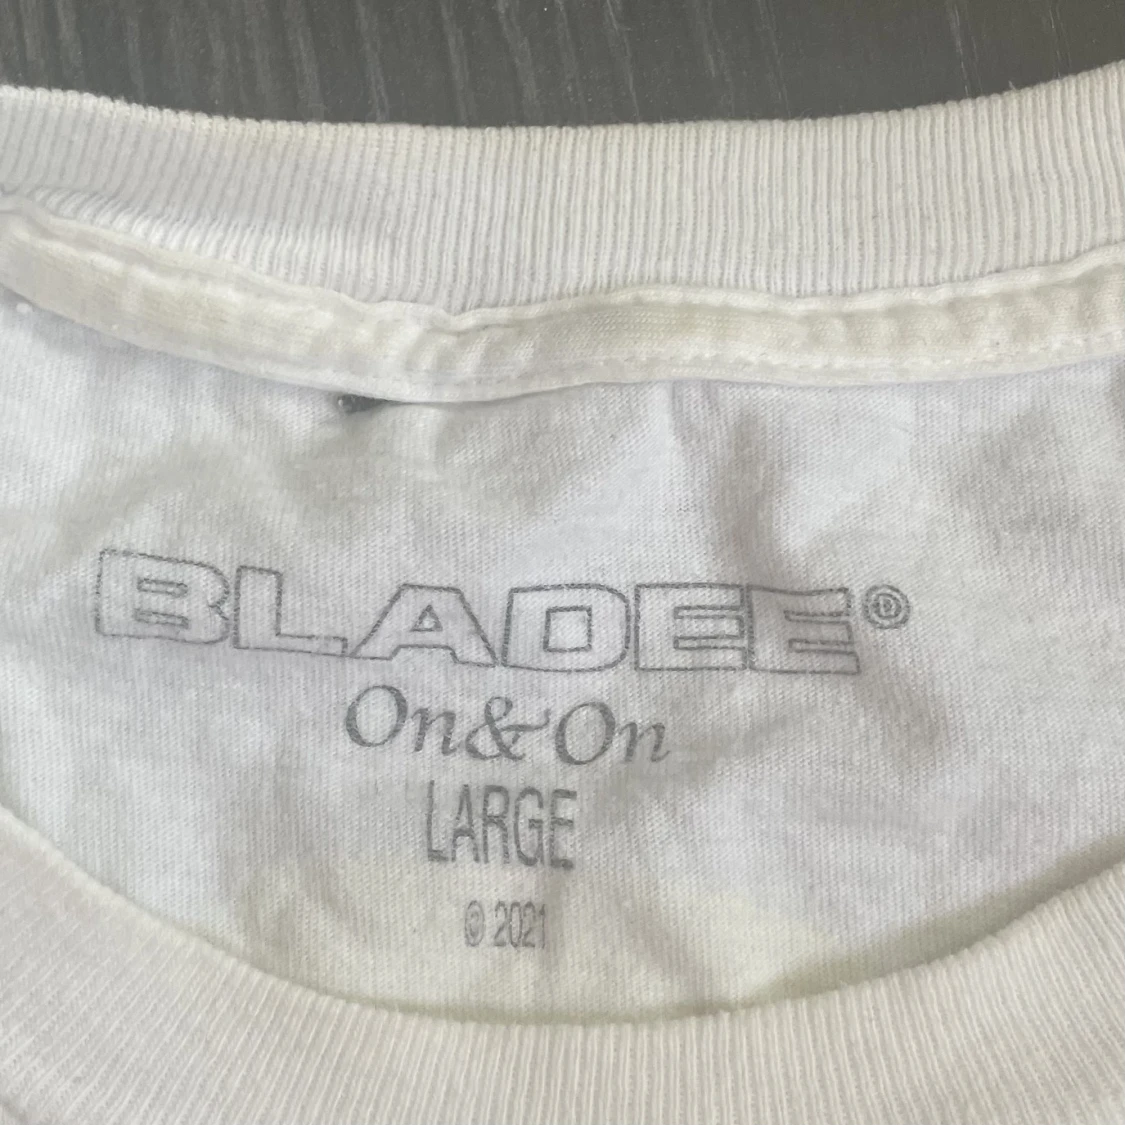 BLADEE®
On & On
LARGE
© 2021